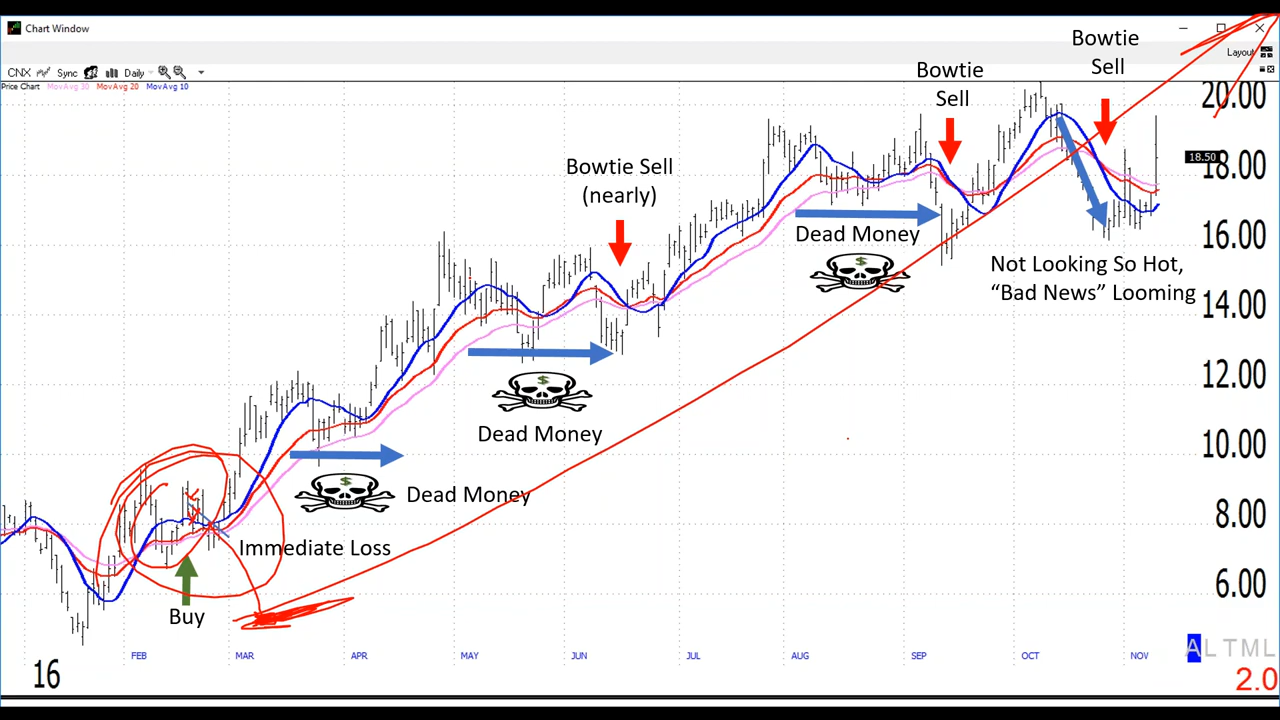 Chart Window
Layout
CNX
Sync
Daily
Price Chart MovAvg 30 MovAvg 20 MovAvg 10
Bowtie
Sell
Bowtie
Sell
Bowtie Sell
(nearly)
20.00
18.50
18.00
16.00
14.00
12.00
10.00
8.00
6.00
Dead Money
$
Not Looking So Hot,
“Bad News” Looming
$
Dead Money
$
Dead Money
Immediate Loss
Buy
FEB MAR APR MAY JUN JUL AUG SEP OCT NOV
16
ALTML
2.0